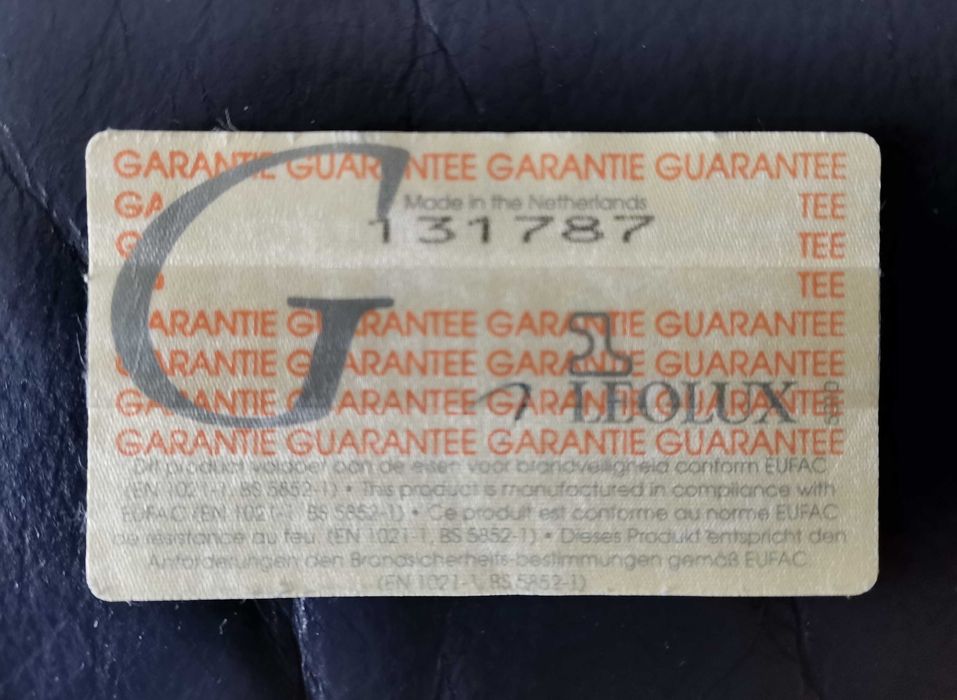 GARANTIE GUARANTEE GARANTIE GUARANTEE
GA TEE
Made in the Netherlands
131787
G TEE
TEE
G
ARANTIE GUARANTEE GARANTIE GUARANTEE
GARANTIE GUARANTEE GARANTIE GUARANTEE
GARANTIE GUARANTEE GARANTIE GUARANTEE
LEOLUX
GARANTIE GUARANTEE GARANTIE GUARANTEE
Dit product voldoet aan de eisen voor brandveiligheid conform EUFAC
(EN 1021-1, BS 5852-1) • This product is manufactured in compliance with
EUFAC (EN 1021-1, BS 5852-1) • Ce produit est conforme au norme EUFAC
de resistance au feu (EN 1021-1, BS 5852-1) • Dieses Produkt entspricht den
Anforderungen den Brandsicherheits-bestimmungen gemäß EUFAC
(EN 1021-1, BS 5852-1)